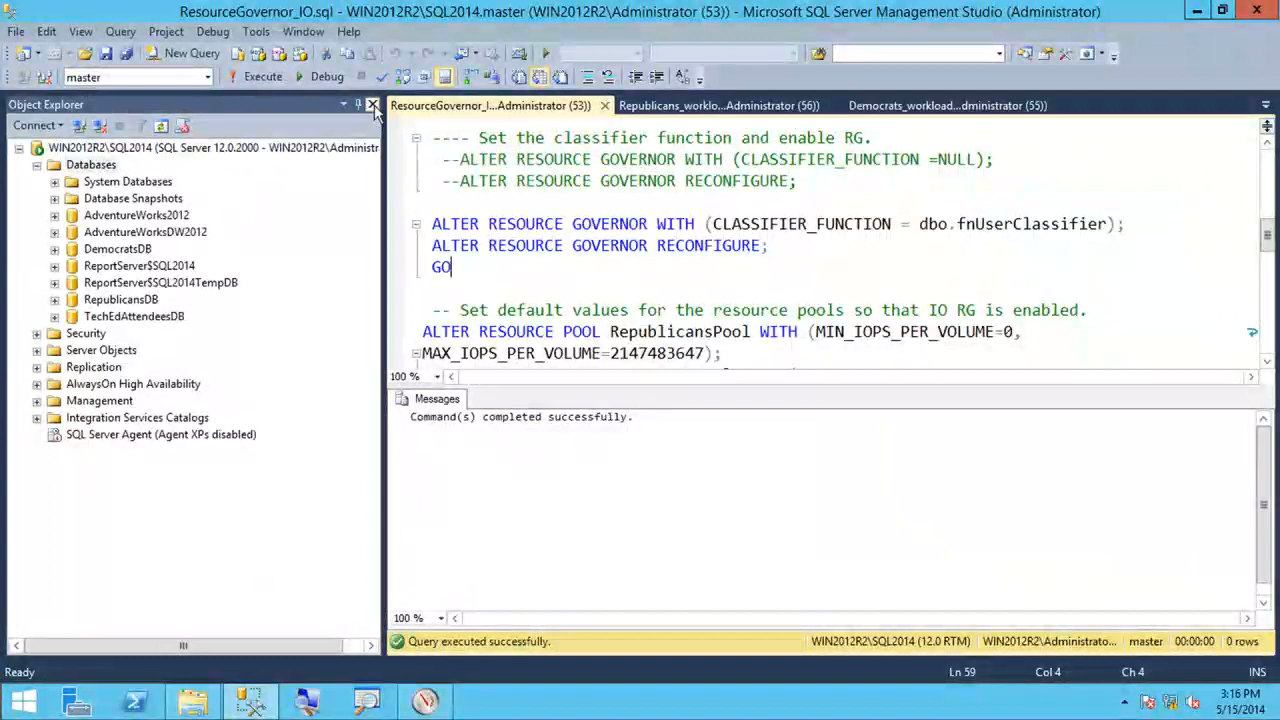 ResourceGovernor_IO.sql - WIN2012R2\SQL2014.master (WIN2012R2\Administrator (53)) - Microsoft SQL Server Management Studio (Administrator)
File Edit View Query Project Debug Tools Window Help
New Query
master Execute Debug
Object Explorer
ResourceGovernor_I...Administrator (53)) Republicans_worklo...Administrator (56)) Democrats_workload...dministrator (55))
Connect
WIN2012R2\SQL2014 (SQL Server 12.0.2000 - WIN2012R2\Administr
Databases
System Databases
Database Snapshots
AdventureWorks2012
AdventureWorksDW2012
DemocratsDB
ReportServer$SQL2014
ReportServer$SQL2014TempDB
RepublicansDB
TechEdAttendeesDB
Security
Server Objects
Replication
AlwaysOn High Availability
Management
Integration Services Catalogs
SQL Server Agent (Agent XPs disabled)
---- Set the classifier function and enable RG.
--ALTER RESOURCE GOVERNOR WITH (CLASSIFIER_FUNCTION =NULL);
--ALTER RESOURCE GOVERNOR RECONFIGURE;
ALTER RESOURCE GOVERNOR WITH (CLASSIFIER_FUNCTION = dbo.fnUserClassifier);
ALTER RESOURCE GOVERNOR RECONFIGURE;
GO
-- Set default values for the resource pools so that IO RG is enabled.
ALTER RESOURCE POOL RepublicansPool WITH (MIN_IOPS_PER_VOLUME=0,
MAX_IOPS_PER_VOLUME=2147483647);
100 %
Messages
Command(s) completed successfully.
100 %
Query executed successfully. WIN2012R2\SQL2014 (12.0 RTM) WIN2012R2\Administrato... master 00:00:00 0 rows
Ready Ln 59 Col 4 Ch 4 INS
3:16 PM
5/15/2014